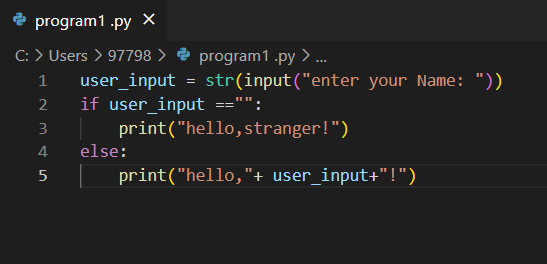 program1 .py ×
C: > Users > 97798 > program1 .py > ...
1 user_input = str(input("enter your Name: "))
2 if user_input =="":
3     print("hello,stranger!")
4 else:
5     print("hello,"+ user_input+"!")